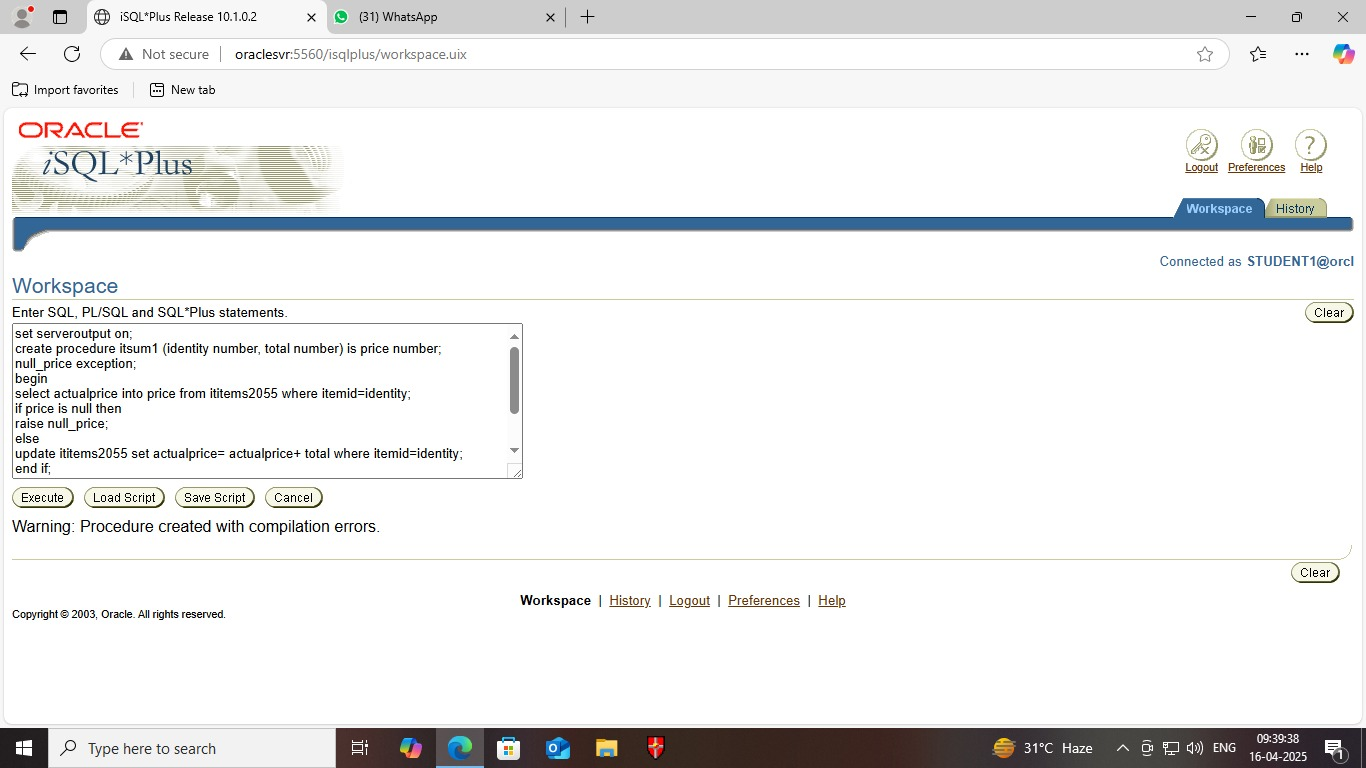 iSQL*Plus Release 10.1.0.2
(31) WhatsApp
Not secure
oraclesvr:5560/isqlplus/workspace.uix
Import favorites
New tab
ORACLE
iSQL*Plus
Logout
Preferences
Help
Workspace
History
Connected as STUDENT1@orcl
Workspace
Enter SQL, PL/SQL and SQL*Plus statements.
Clear
set serveroutput on;
create procedure itsum1 (identity number, total number) is price number;
null_price exception;
begin
select actualprice into price from ititems2055 where itemid=identity;
if price is null then
raise null_price;
else
update ititems2055 set actualprice= actualprice+ total where itemid=identity;
end if;
Execute
Load Script
Save Script
Cancel
Warning: Procedure created with compilation errors.
Clear
Workspace | History | Logout | Preferences | Help
Copyright © 2003, Oracle. All rights reserved.
Type here to search
31°C Haze
ENG
09:39:38
16-04-2025
1